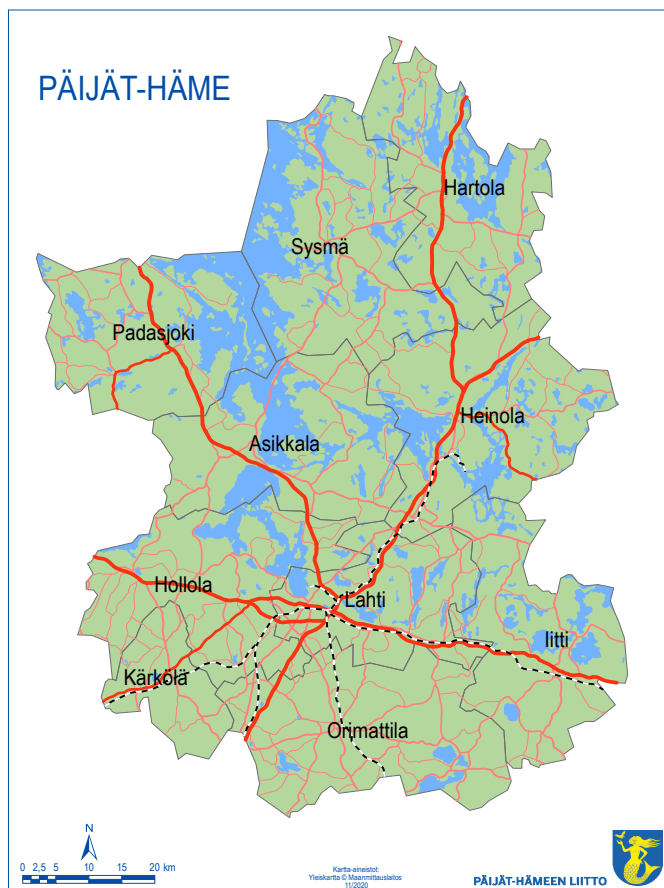 PÄIJÄT-HÄME
Hartola
Sysmä
Padasjoki
Heinola
Asikkala
Hollola
Lahti
Iitti
Kärkölä
Orimattila
N
0 2,5 5 10 15 20 km
Kartta-aineistot:
Yleiskartta © Maanmittauslaitos
11/2020
PÄIJÄT-HÄMEEN LIITTO